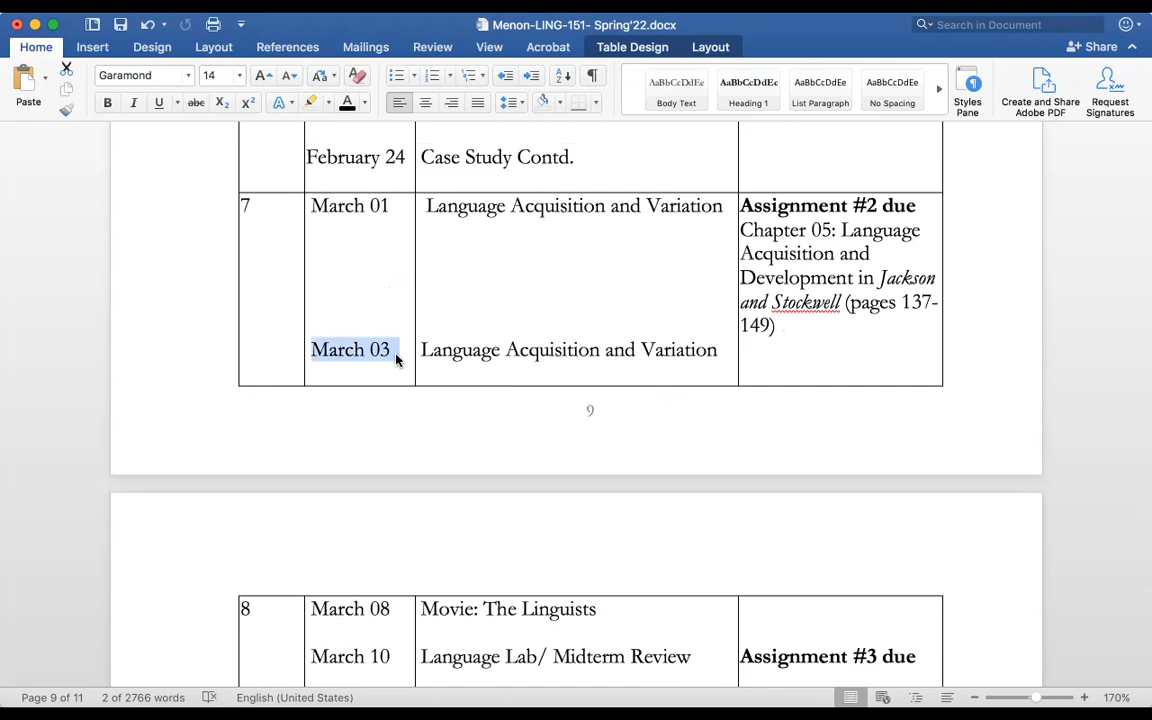 Menon-LING-151- Spring'22.docx
Search in Document
Home Insert Design Layout References Mailings Review View Acrobat Table Design Layout Share
Paste
Garamond 14
AaBbCcDdEe AaBbCcDdEe AaBbCcDdEe AaBbCcDdEe
Body Text Heading 1 List Paragraph No Spacing
Styles Pane
Create and Share Adobe PDF
Request Signatures
B I U abc X2 X2 A A
February 24 Case Study Contd.
7 March 01 Language Acquisition and Variation Assignment #2 due
Chapter 05: Language
Acquisition and
Development in Jackson
and Stockwell (pages 137-
149)
March 03 Language Acquisition and Variation
9
8 March 08 Movie: The Linguists
March 10 Language Lab/ Midterm Review Assignment #3 due
Page 9 of 11 2 of 2766 words English (United States) 170%